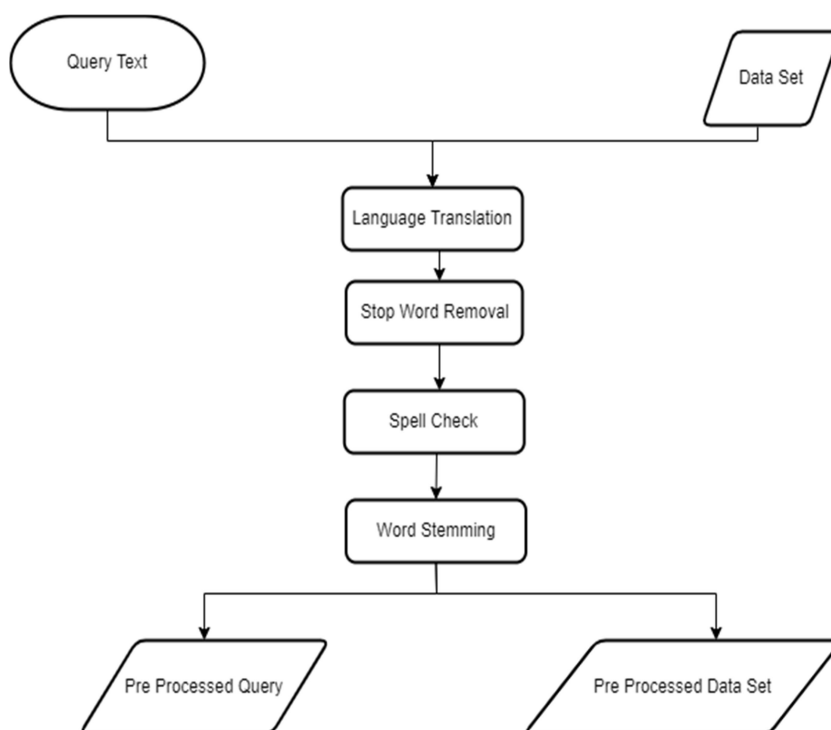 Query Text
Data Set
Language Translation
Stop Word Removal
Spell Check
Word Stemming
Pre Processed Query
Pre Processed Data Set